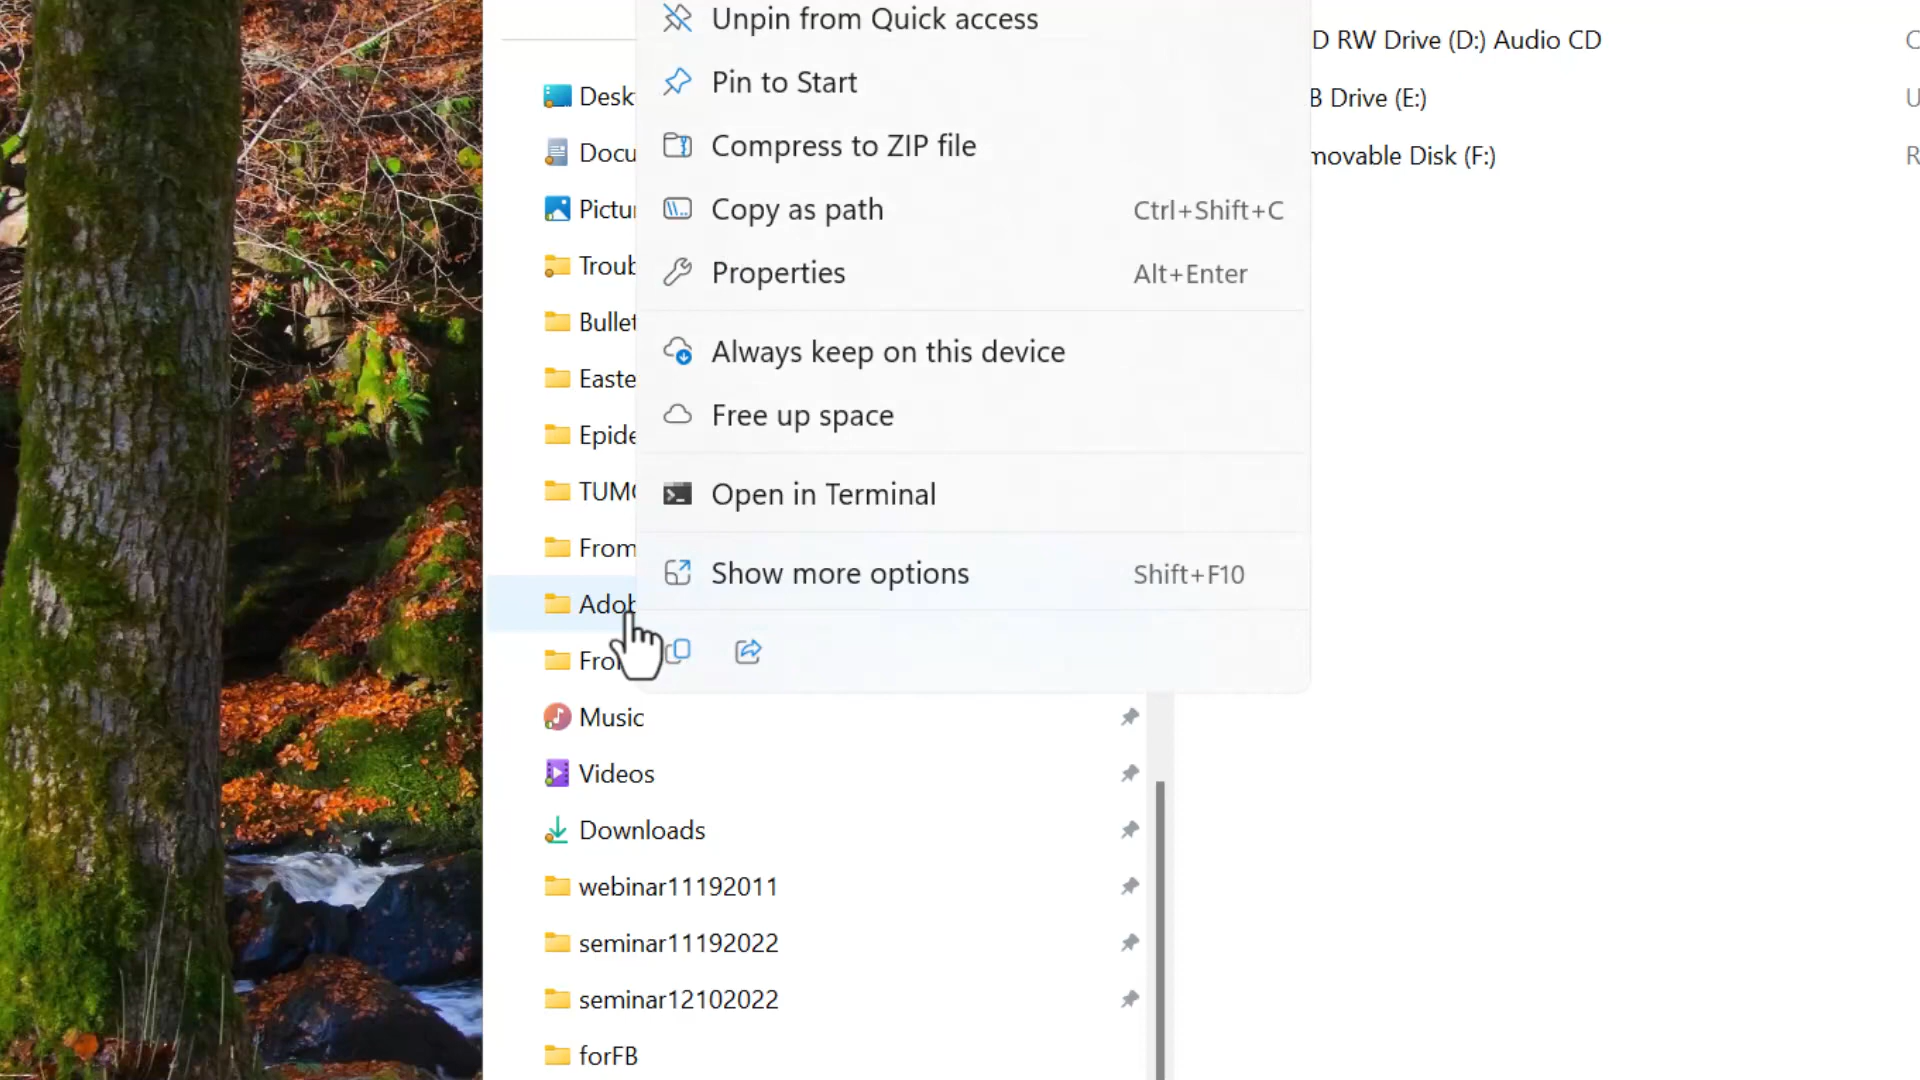 Unpin from Quick access
Pin to Start
Compress to ZIP file
Copy as path Ctrl+Shift+C
Properties Alt+Enter
Always keep on this device
Free up space
Open in Terminal
Show more options Shift+F10
Desk
Docu
Pictur
Troub
Bullet
Easte
Epide
TUMO
From
Adob
Fro
Music
Videos
Downloads
webinar11192011
seminar11192022
seminar12102022
forFB
D RW Drive (D:) Audio CD
B Drive (E:)
movable Disk (F:)